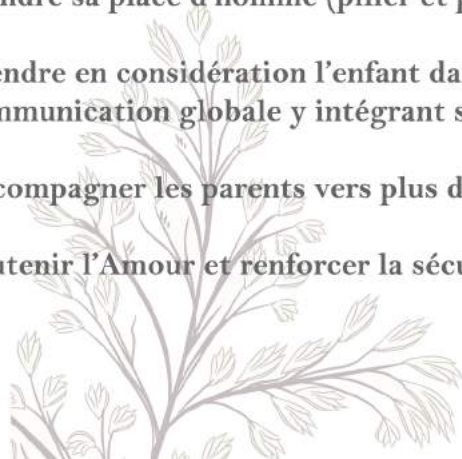 ndre sa place d'homme (pilier et p
endre en considération l'enfant da
mmunication globale y intégrant s
compagner les parents vers plus d
utenir l'Amour et renforcer la sécu